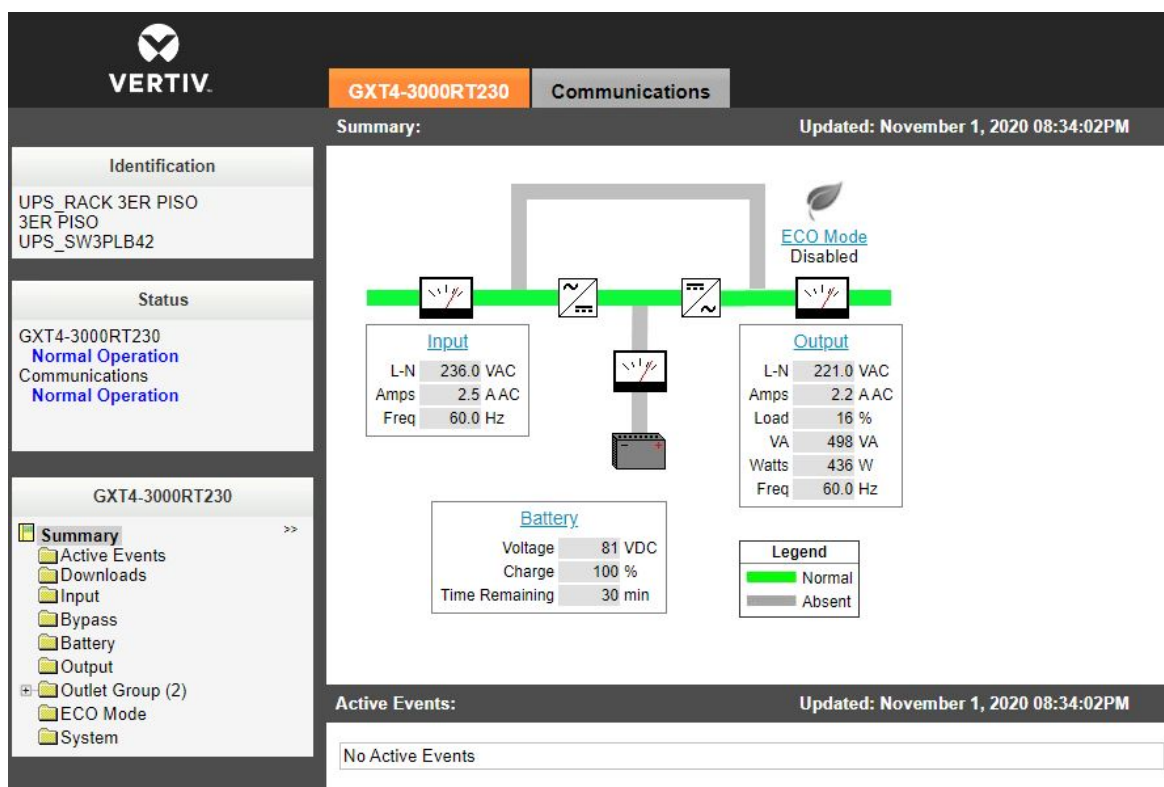 VERTIV.
GXT4-3000RT230
Communications
Summary:
Updated: November 1, 2020 08:34:02PM
Identification
UPS_RACK 3ER PISO
3ER PISO
UPS_SW3PLB42
Status
GXT4-3000RT230
Normal Operation
Communications
Normal Operation
GXT4-3000RT230
Summary
>>
Active Events
Downloads
Input
Bypass
Battery
Output
Outlet Group (2)
ECO Mode
System
ECO Mode
Disabled
Input
L-N 236.0 VAC
Amps 2.5 A AC
Freq 60.0 Hz
Output
L-N 221.0 VAC
Amps 2.2 A AC
Load 16 %
VA 498 VA
Watts 436 W
Freq 60.0 Hz
Battery
Voltage 81 VDC
Charge 100 %
Time Remaining 30 min
Legend
Normal
Absent
Active Events:
Updated: November 1, 2020 08:34:02PM
No Active Events